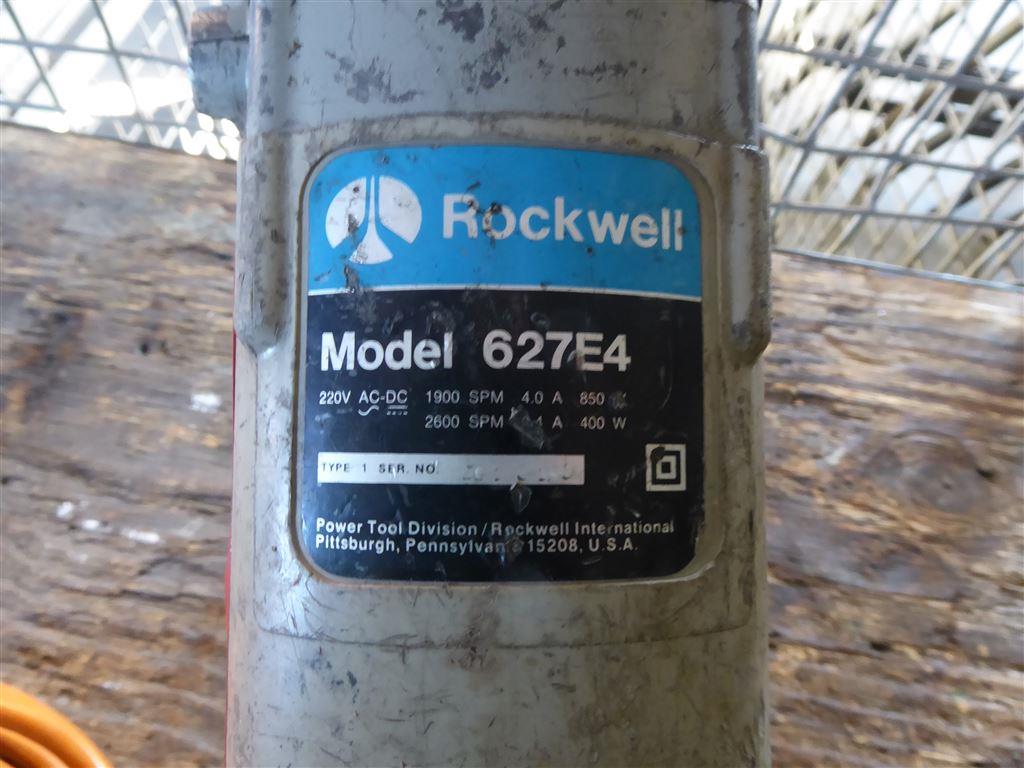 Rockwell
Model 627E4
220V AC-DC 1900 SPM 4.0 A 850
2600 SPM A 400 W
TYPE 1 SER. NO.
Power Tool Division / Rockwell International
Pittsburgh, Pennsylvania 15208, U.S.A.